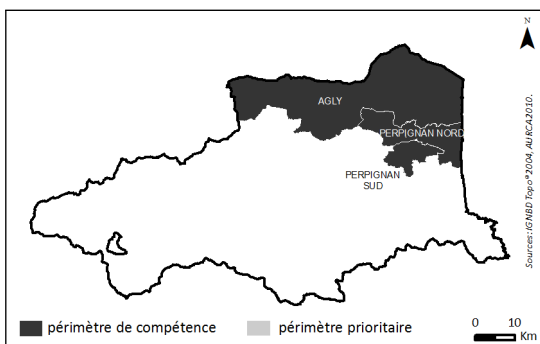 N
AGLY
PERPIGNAN NORD
PERPIGNAN
SUD
Sources: IGNBD Topo®2004, AURCA2010.
périmètre de compétence
périmètre prioritaire
0 10
Km